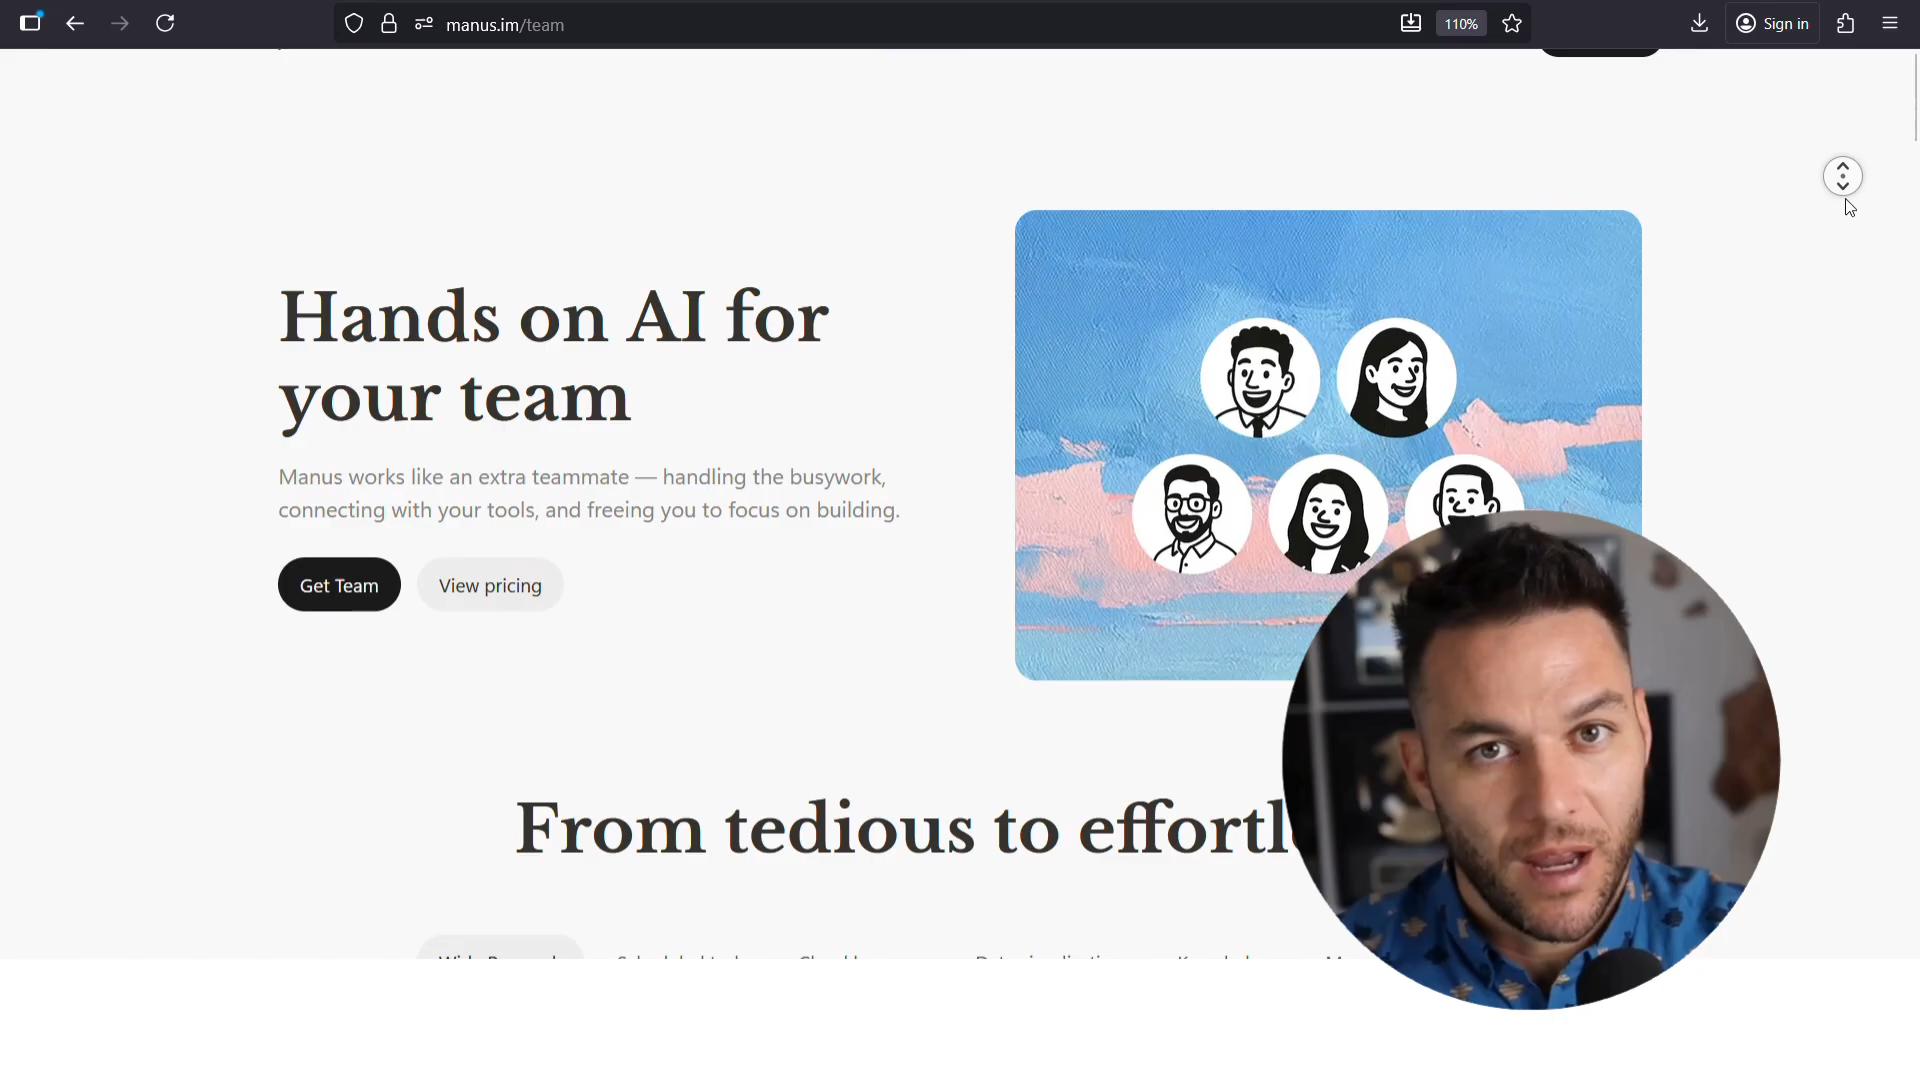 manus.im/team
110%
Sign in
Hands on AI for
your team
Manus works like an extra teammate — handling the busywork,
connecting with your tools, and freeing you to focus on building.
Get Team
View pricing
From tedious to